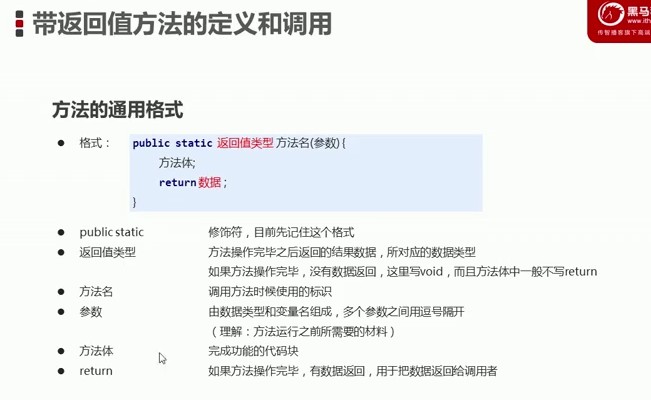 带返回值方法的定义和调用
黑马
www.ith
传智播客旗下高端
方法的通用格式
● 格式： public static 返回值类型 方法名(参数) {
方法体;
return 数据 ;
}
● public static 修饰符，目前先记住这个格式
● 返回值类型 方法操作完毕之后返回的结果数据，所对应的数据类型
如果方法操作完毕，没有数据返回，这里写void，而且方法体中一般不写return
● 方法名 调用方法时候使用的标识
● 参数 由数据类型和变量名组成，多个参数之间用逗号隔开
（理解：方法运行之前所需要的材料）
● 方法体 完成功能的代码块
● return 如果方法操作完毕，有数据返回，用于把数据返回给调用者